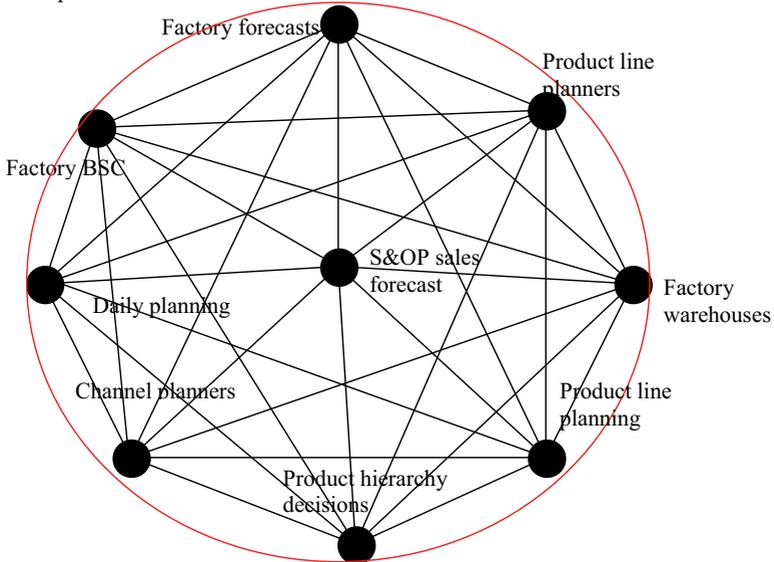 Factory forecasts
Product line
planners
Factory BSC
S&OP sales
forecast
Factory
warehouses
Daily planning
Channel planners
Product line
planning
Product hierarchy
decisions